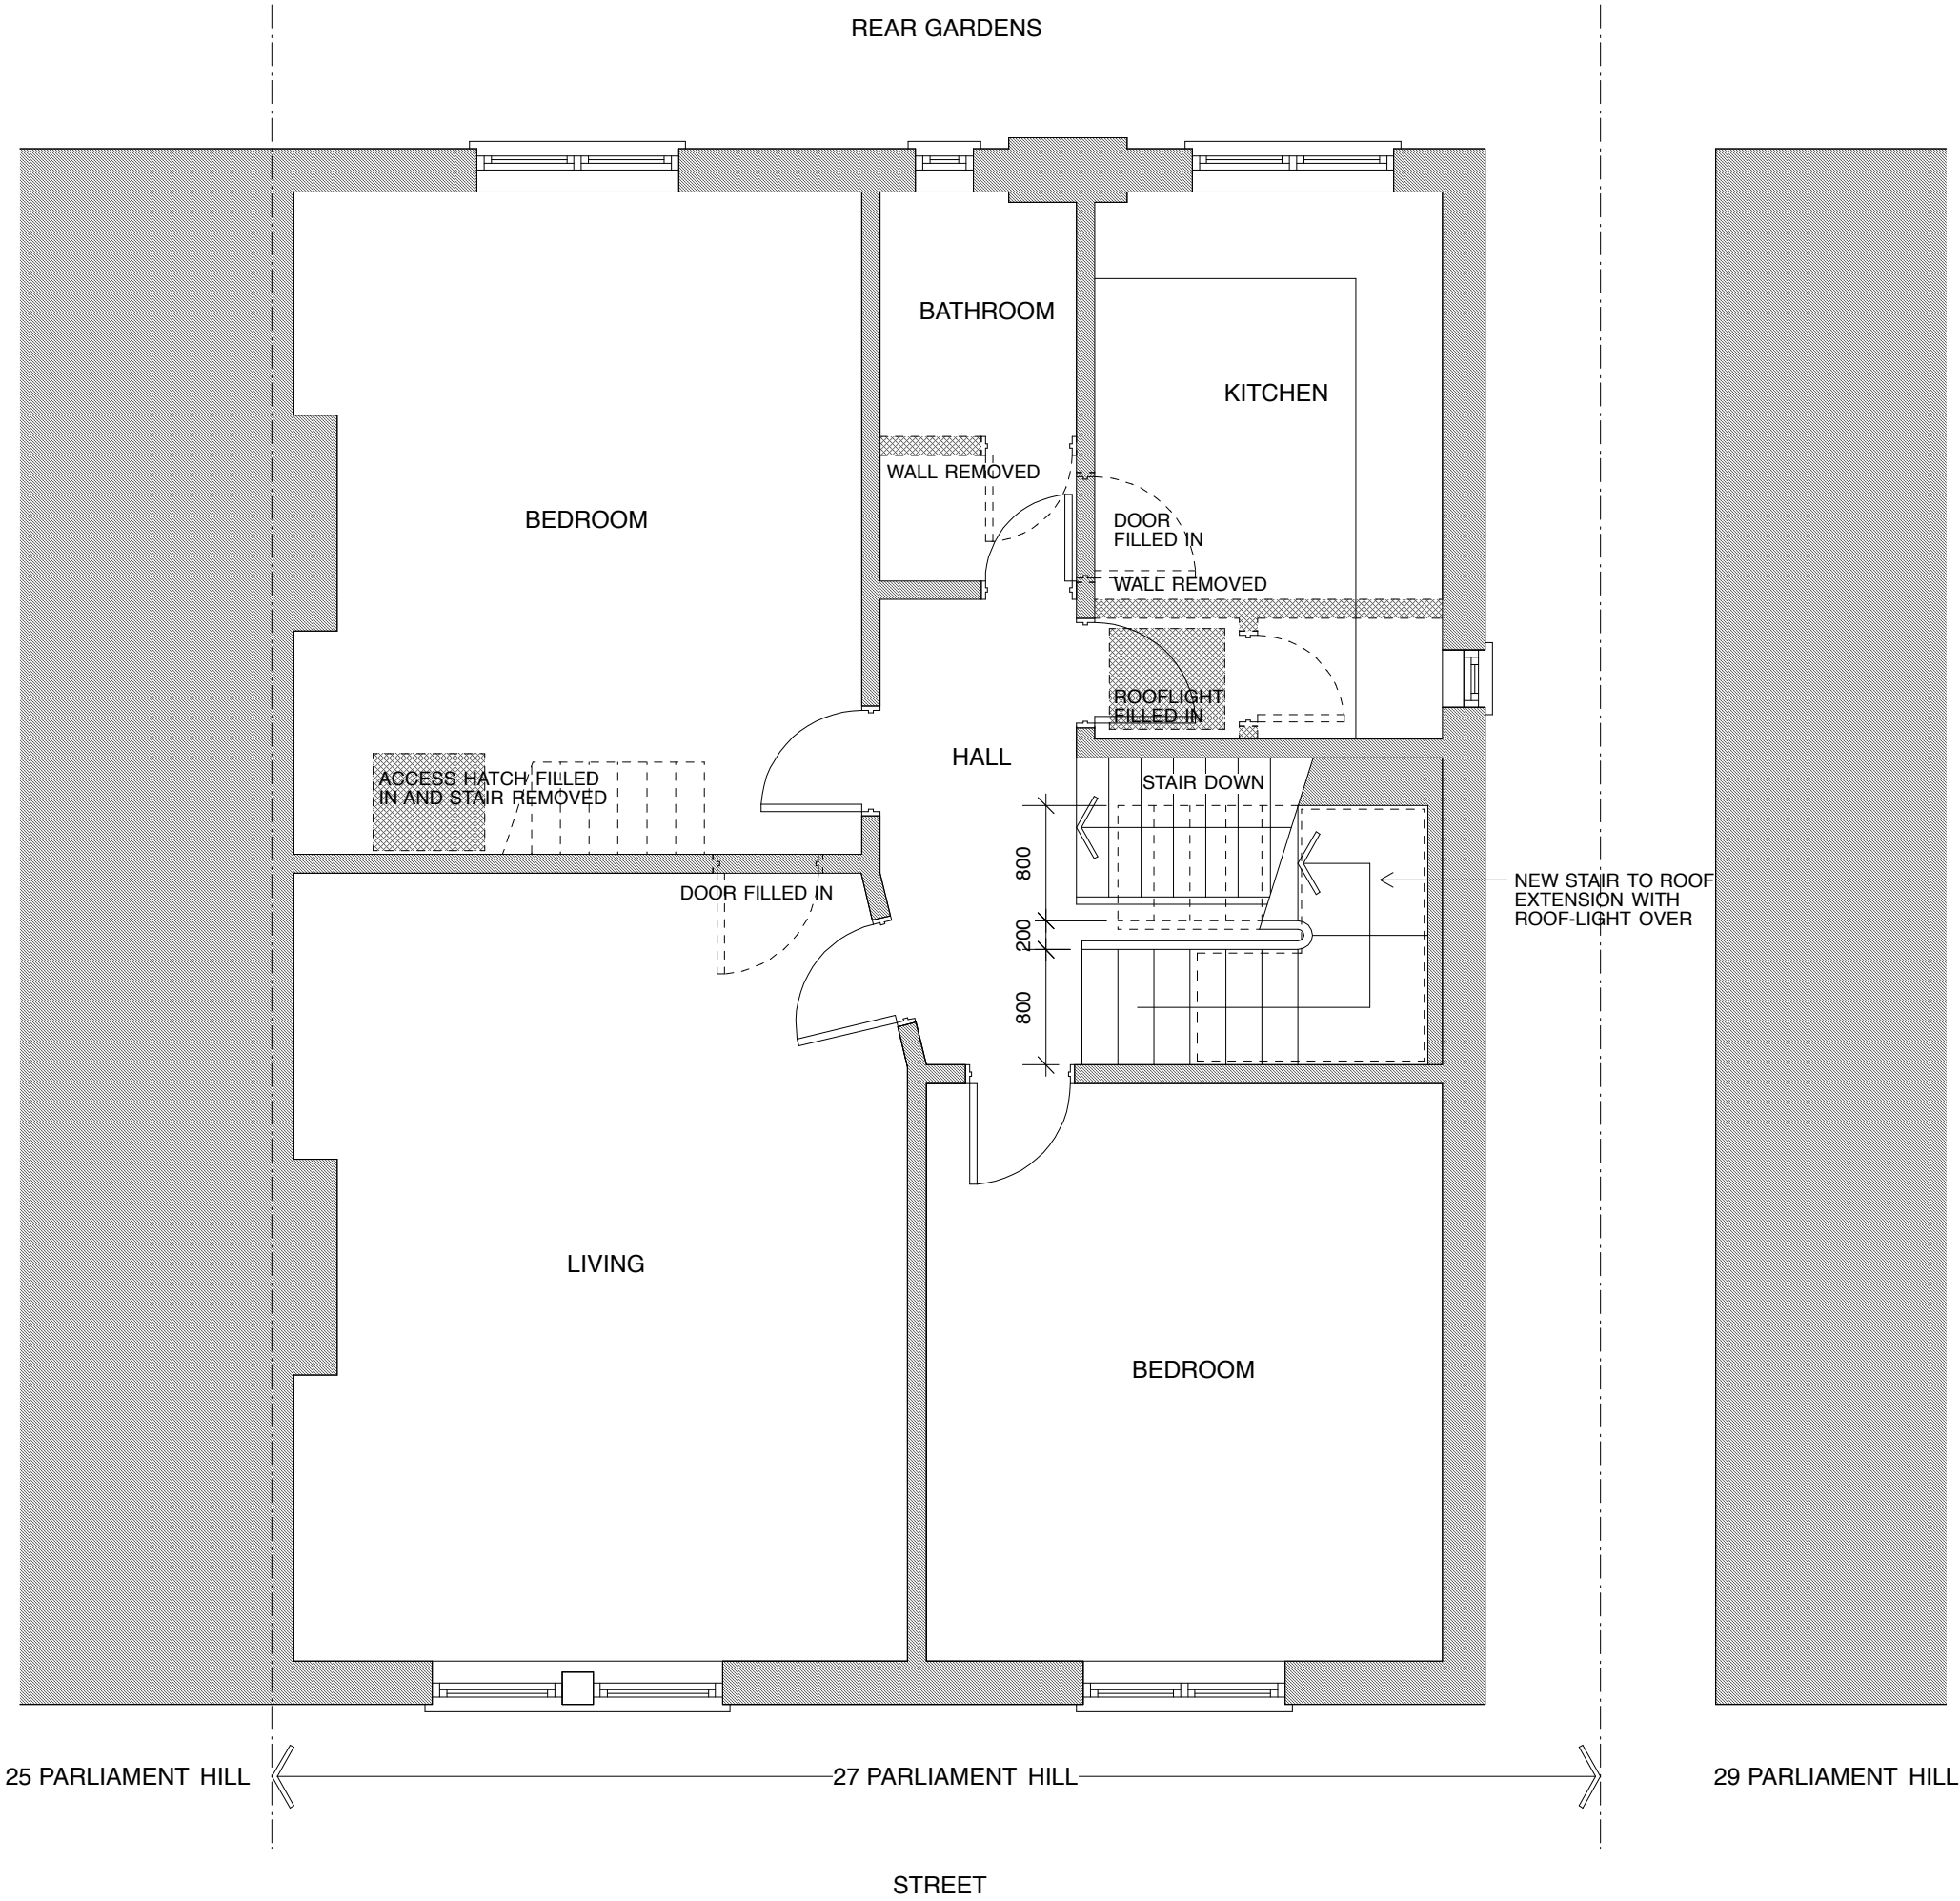 REAR GARDENS
BATHROOM
KITCHEN
WALL REMOVED
BEDROOM
DOOR
FILLED IN
WALL REMOVED
ROOFLIGHT
FILLED IN
HALL
ACCESS HATCH FILLED
IN AND STAIR REMOVED
STAIR DOWN
800
200
800
DOOR FILLED IN
NEW STAIR TO ROOF
EXTENSION WITH
ROOF-LIGHT OVER
LIVING
BEDROOM
25 PARLIAMENT HILL
27 PARLIAMENT HILL
29 PARLIAMENT HILL
STREET